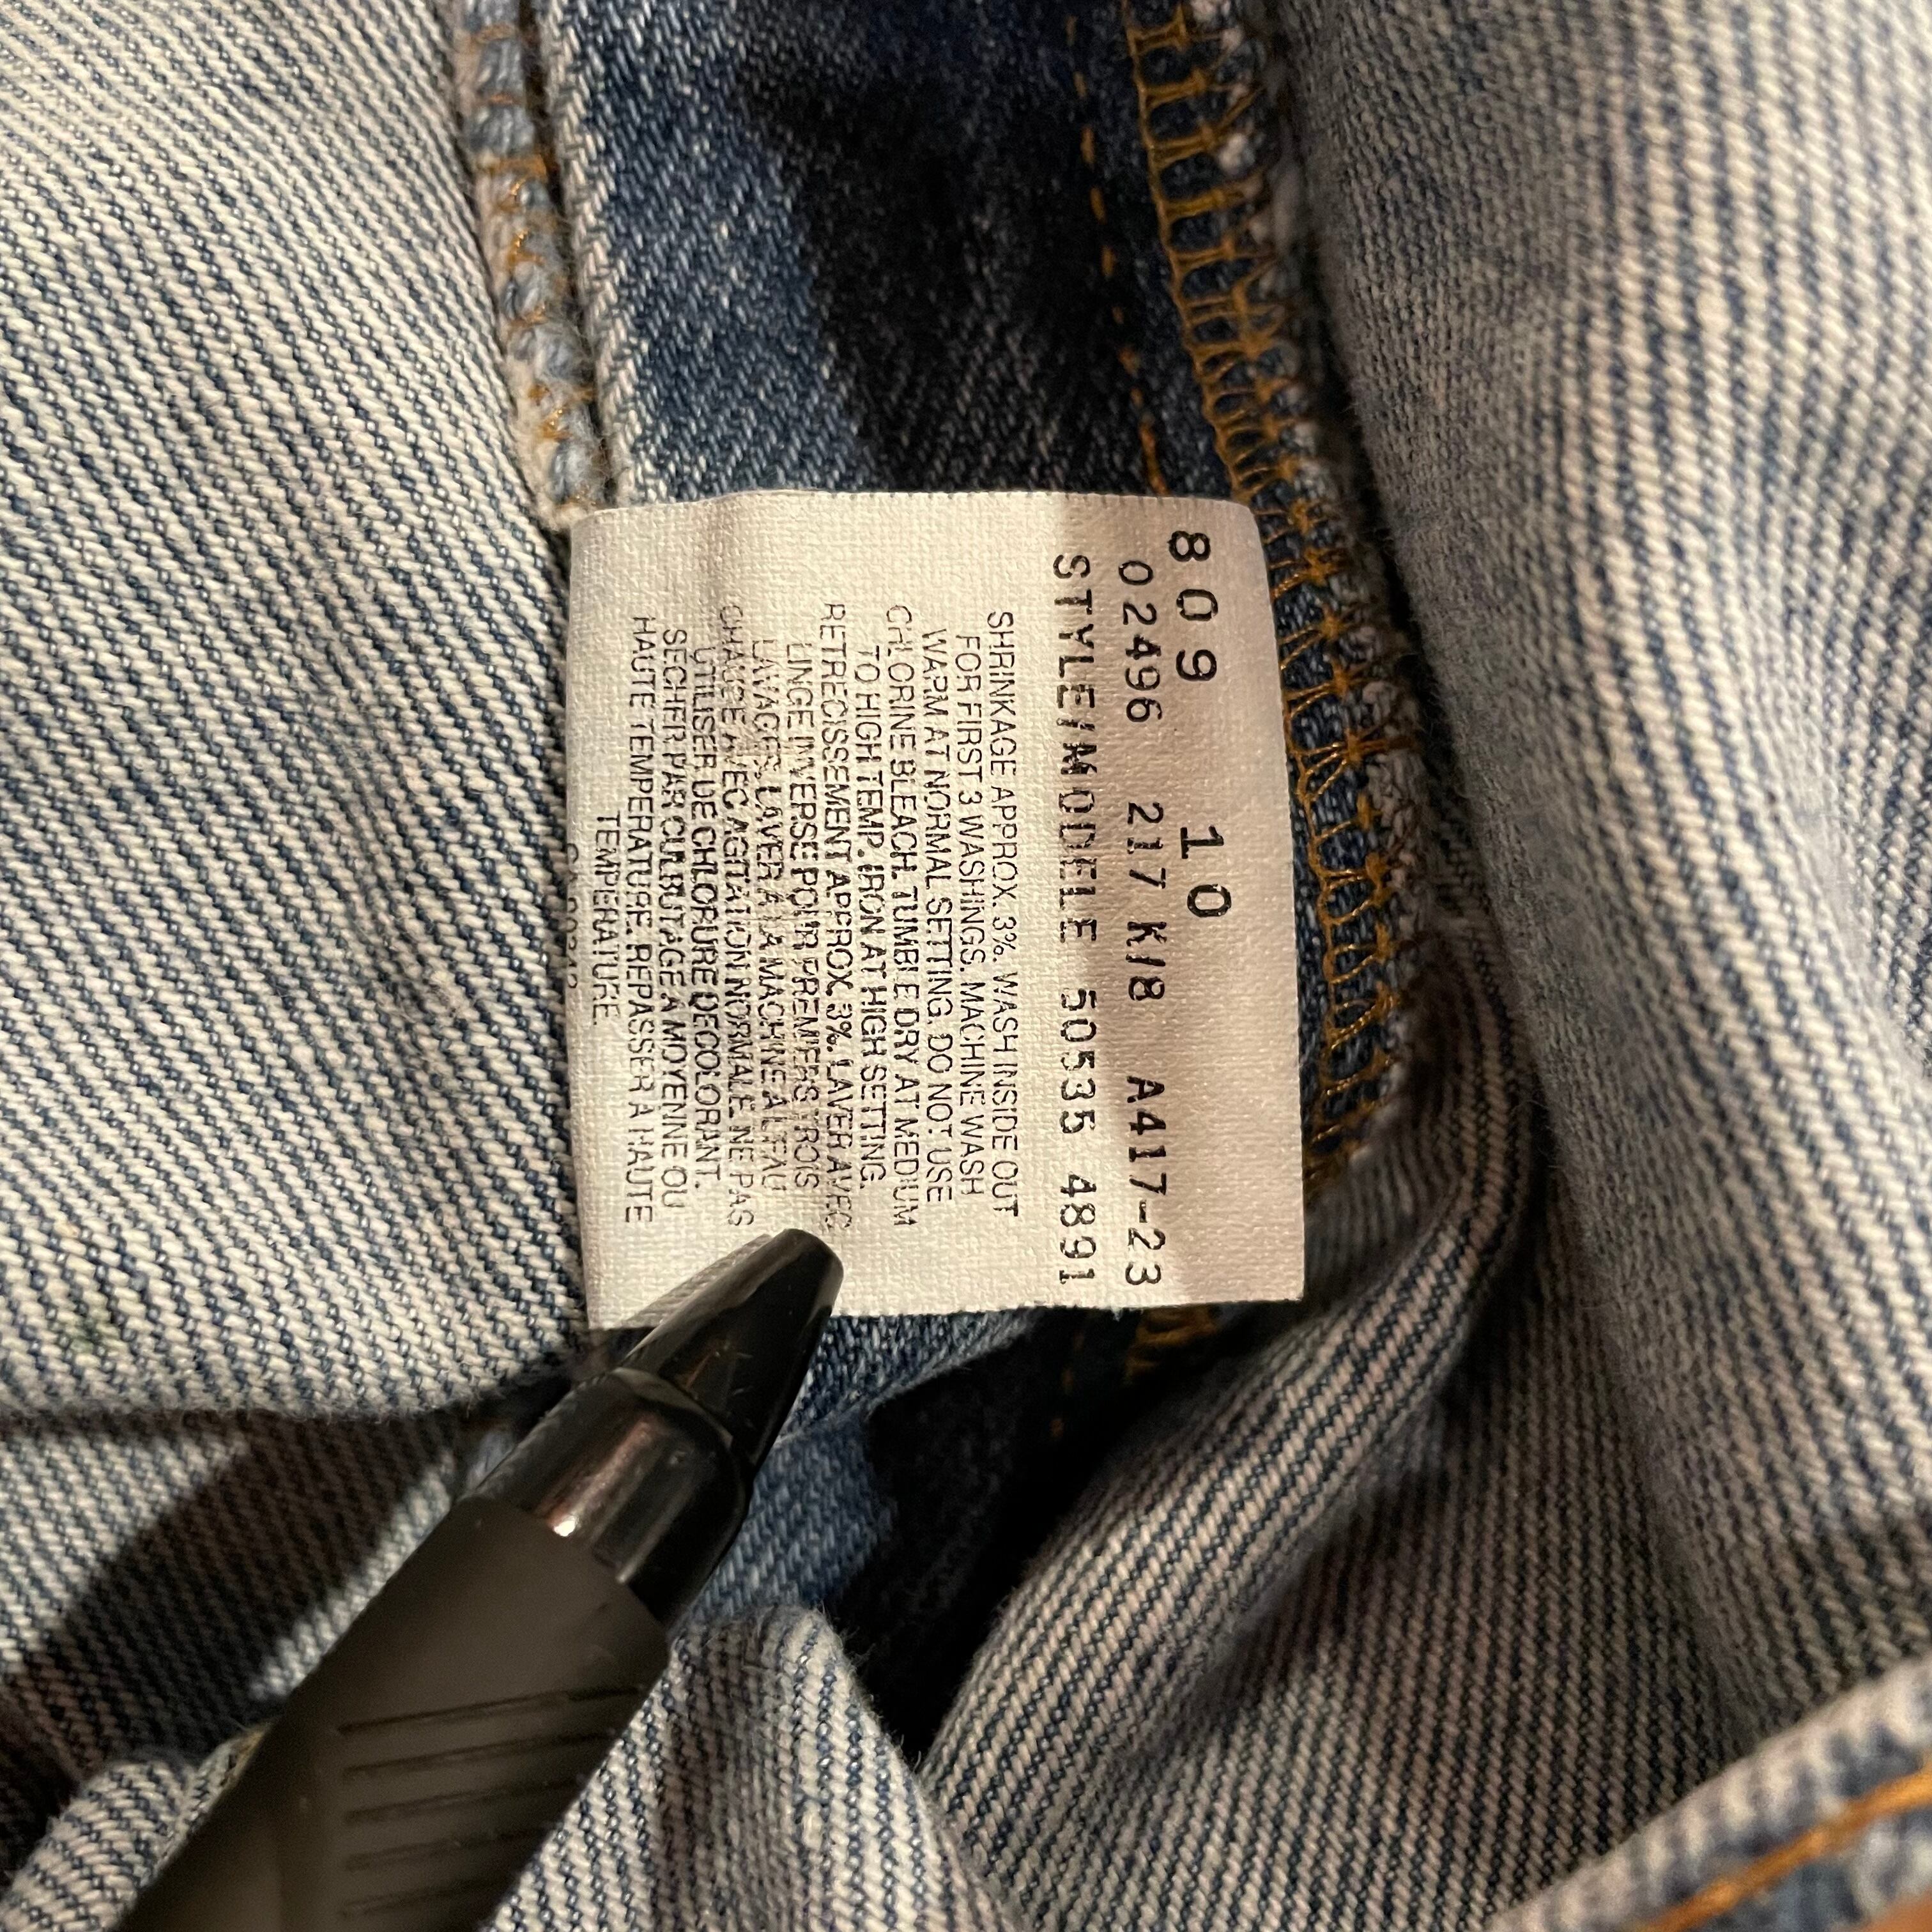 809 10
02496 217 K/8 A417-23
STYLE/MODELE 50535 4891
SHRINKAGE APPROX. 3%. WASH INSIDE OUT
FOR FIRST 3 WASHINGS. MACHINE WASH
WARM AT NORMAL SETTING. DO NOT USE
CHLORINE BLEACH. TUMBLE DRY AT MEDIUM
TO HIGH TEMP. IRON AT HIGH SETTING.
RETRECISSEMENT APPROX. 3%. LAVER AVEC
LINGE INVERSE POUR PREMIERS TROIS
LAVAGES. LAVER A LA MACHINE A L'EAU
CHAUDE AVEC AGITATION NORMALE. NE PAS
UTILISER DE CHLORURE DECOLORANT.
SECHER PAR CULBUTAGE A MOYENNE OU
HAUTE TEMPERATURE. REPASSER A HAUTE
TEMPERATURE.